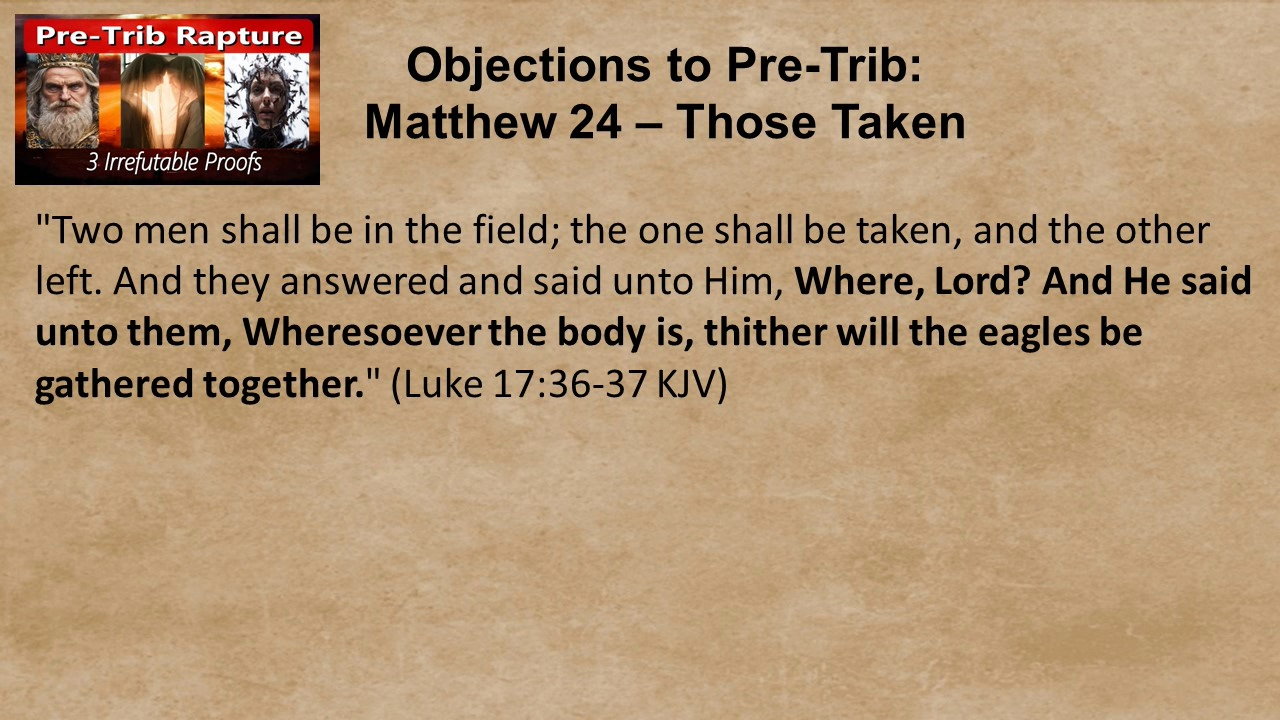 Pre-Trib Rapture
3 Irrefutable Proofs
Objections to Pre-Trib:
Matthew 24 – Those Taken
"Two men shall be in the field; the one shall be taken, and the other
left. And they answered and said unto Him, Where, Lord? And He said
unto them, Wheresoever the body is, thither will the eagles be
gathered together." (Luke 17:36-37 KJV)